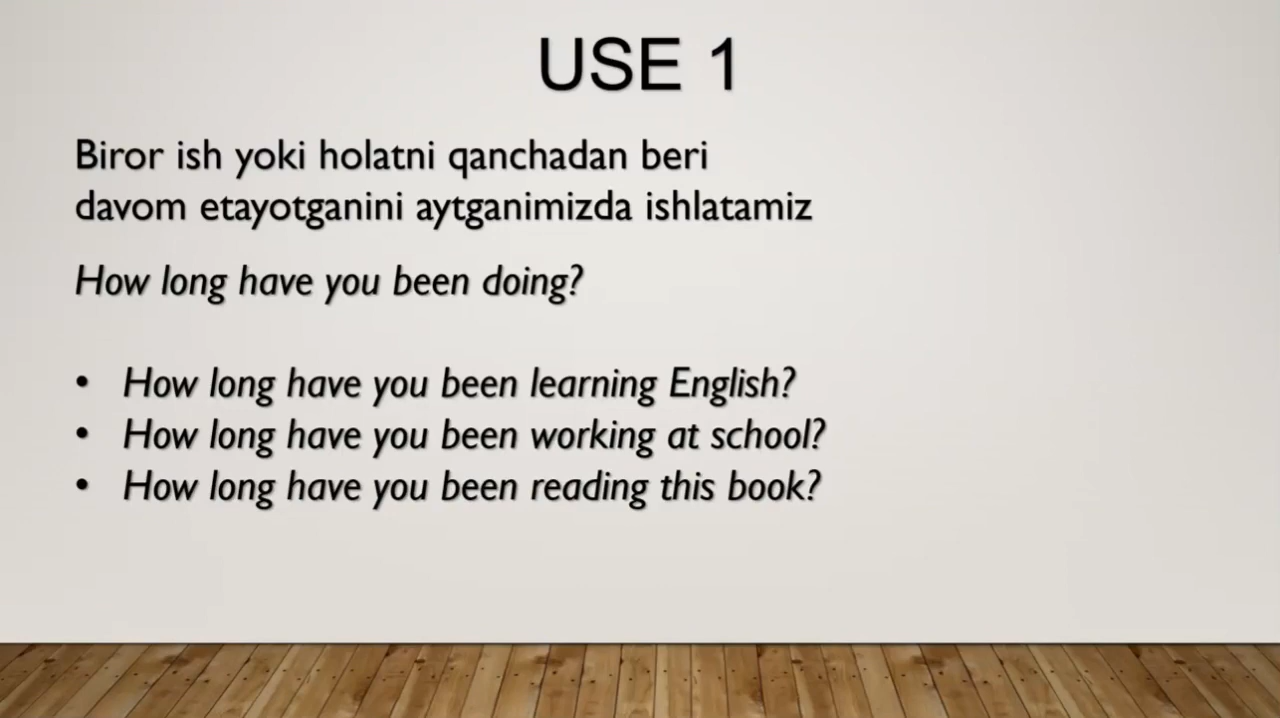 USE 1
Biror ish yoki holatni qanchadan beri
davom etayotganini aytganimizda ishlatamiz
How long have you been doing?
• How long have you been learning English?
• How long have you been working at school?
• How long have you been reading this book?